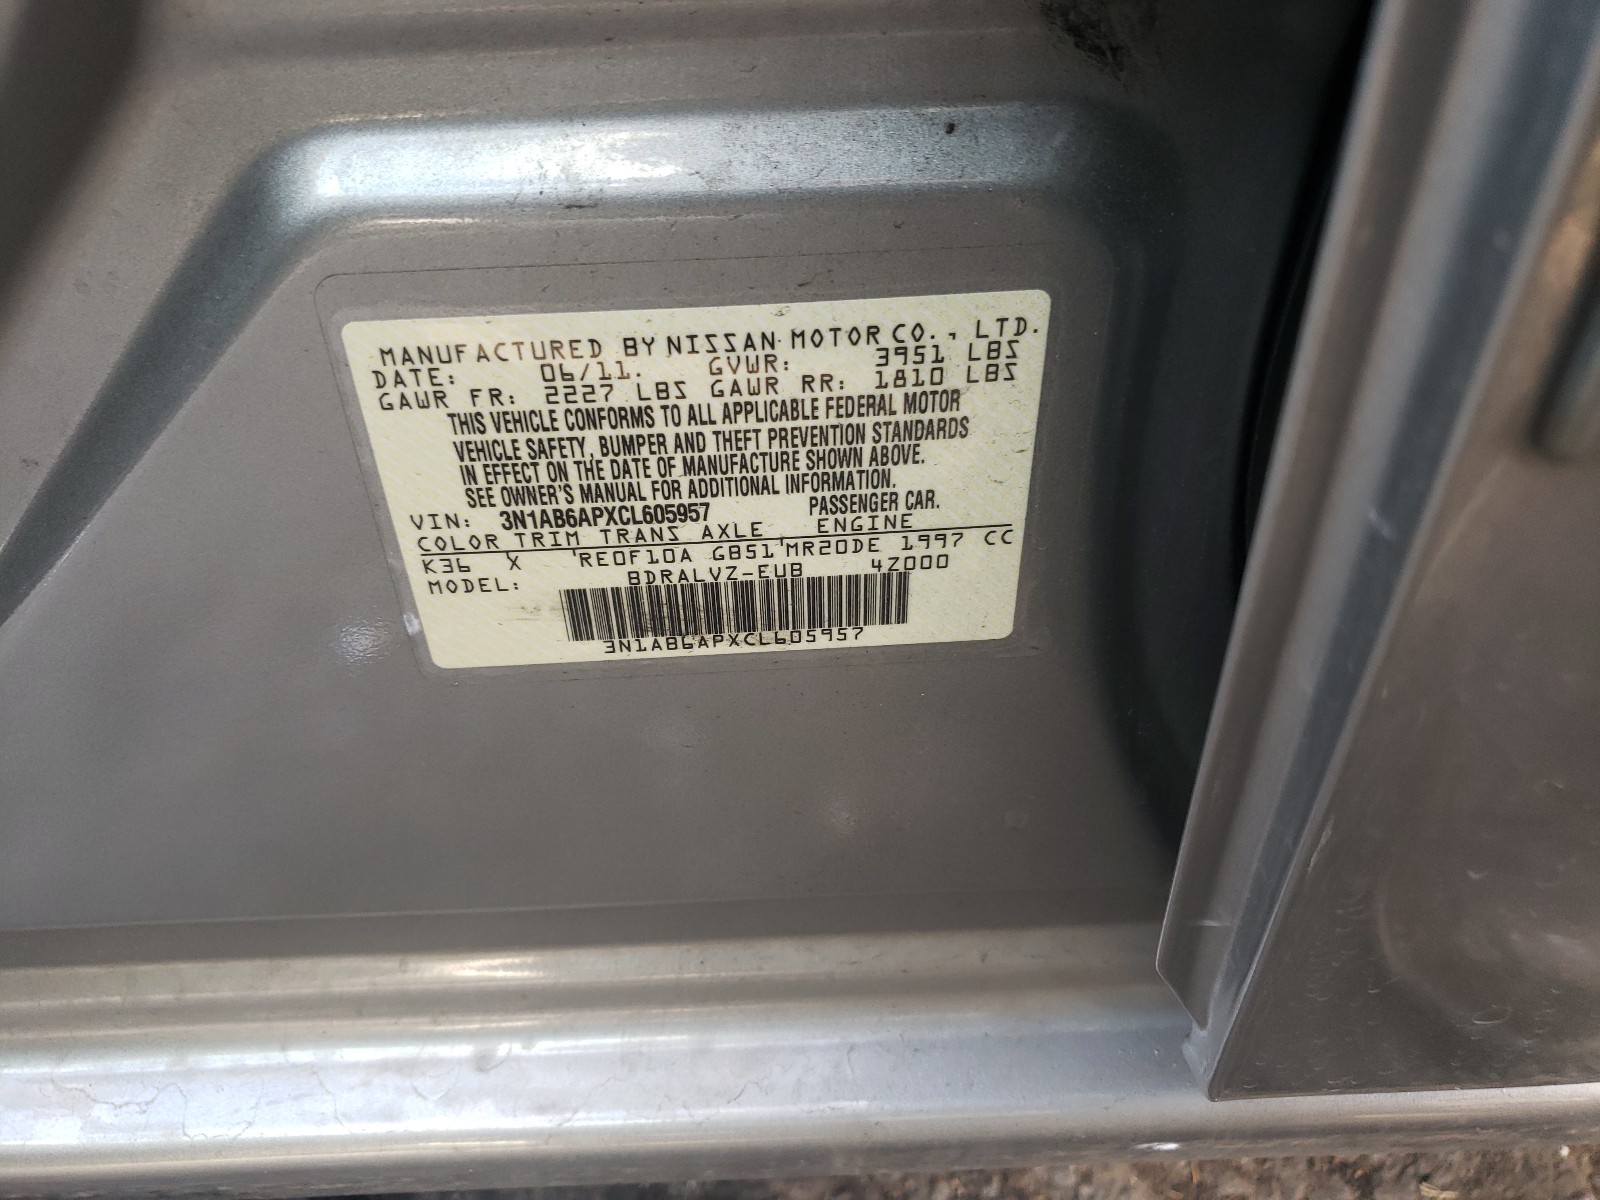 MANUFACTURED BY NISSAN MOTOR CO., LTD.
DATE: 06/11. GVWR: 3951 LBS
GAWR FR: 2227 LBS GAWR RR: 1810 LBS
THIS VEHICLE CONFORMS TO ALL APPLICABLE FEDERAL MOTOR
VEHICLE SAFETY, BUMPER AND THEFT PREVENTION STANDARDS
IN EFFECT ON THE DATE OF MANUFACTURE SHOWN ABOVE.
SEE OWNER'S MANUAL FOR ADDITIONAL INFORMATION.
VIN: 3N1AB6APXCL605957 PASSENGER CAR.
COLOR TRIM TRANS AXLE ENGINE
K36 X RE0F10A GB51 MR20DE 1997 CC
MODEL: BDRALVZ-EUB 4Z000
3N1AB6APXCL605957